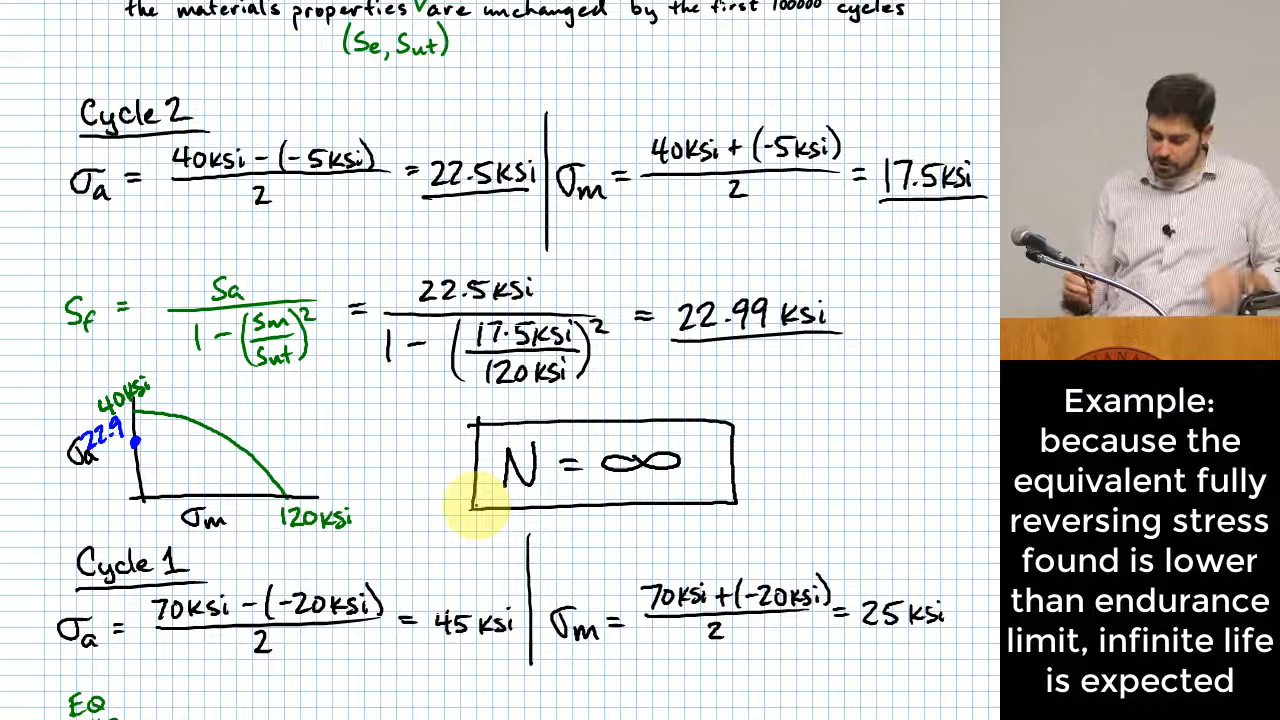 the materials properties are unchanged by the first 100000 cycles
(Se, Sut)
Cycle 2
σa = 40ksi - (-5ksi) / 2 = 22.5ksi | σm = 40ksi + (-5ksi) / 2 = 17.5ksi
Sf = Sa / 1 - (Sm/Sut)^2 = 22.5ksi / 1 - (17.5ksi/120ksi)^2 = 22.99 ksi
40ksi
22.9
σa
σm
120ksi
N = ∞
Cycle 1
σa = 70ksi - (-20ksi) / 2 = 45ksi | σm = 70ksi + (-20ksi) / 2 = 25ksi
EQ
Example:
because the
equivalent fully
reversing stress
found is lower
than endurance
limit, infinite life
is expected